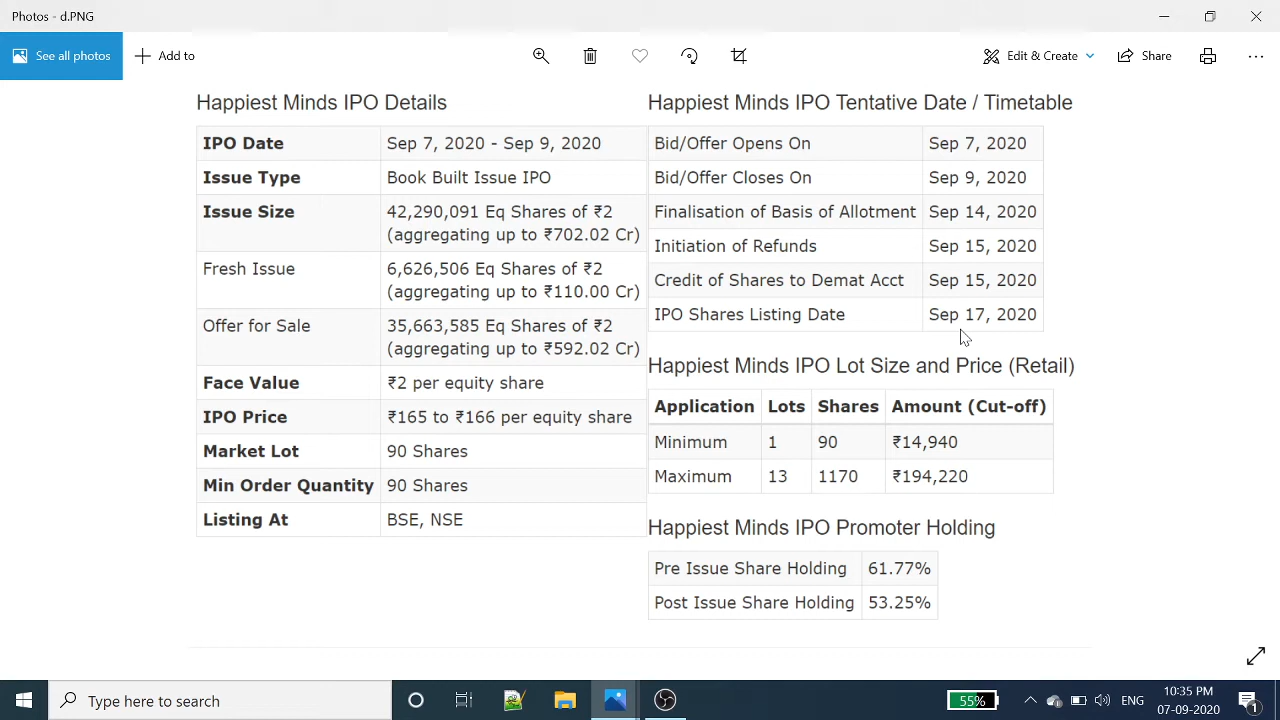 Photos - d.PNG
See all photos
Add to
Edit & Create
Share
Happiest Minds IPO Details
IPO Date Sep 7, 2020 - Sep 9, 2020
Issue Type Book Built Issue IPO
Issue Size 42,290,091 Eq Shares of ₹2
(aggregating up to ₹702.02 Cr)
Fresh Issue 6,626,506 Eq Shares of ₹2
(aggregating up to ₹110.00 Cr)
Offer for Sale 35,663,585 Eq Shares of ₹2
(aggregating up to ₹592.02 Cr)
Face Value ₹2 per equity share
IPO Price ₹165 to ₹166 per equity share
Market Lot 90 Shares
Min Order Quantity 90 Shares
Listing At BSE, NSE
Happiest Minds IPO Tentative Date / Timetable
Bid/Offer Opens On Sep 7, 2020
Bid/Offer Closes On Sep 9, 2020
Finalisation of Basis of Allotment Sep 14, 2020
Initiation of Refunds Sep 15, 2020
Credit of Shares to Demat Acct Sep 15, 2020
IPO Shares Listing Date Sep 17, 2020
Happiest Minds IPO Lot Size and Price (Retail)
Application Lots Shares Amount (Cut-off)
Minimum 1 90 ₹14,940
Maximum 13 1170 ₹194,220
Happiest Minds IPO Promoter Holding
Pre Issue Share Holding 61.77%
Post Issue Share Holding 53.25%
Type here to search
55%
ENG
10:35 PM
07-09-2020
1